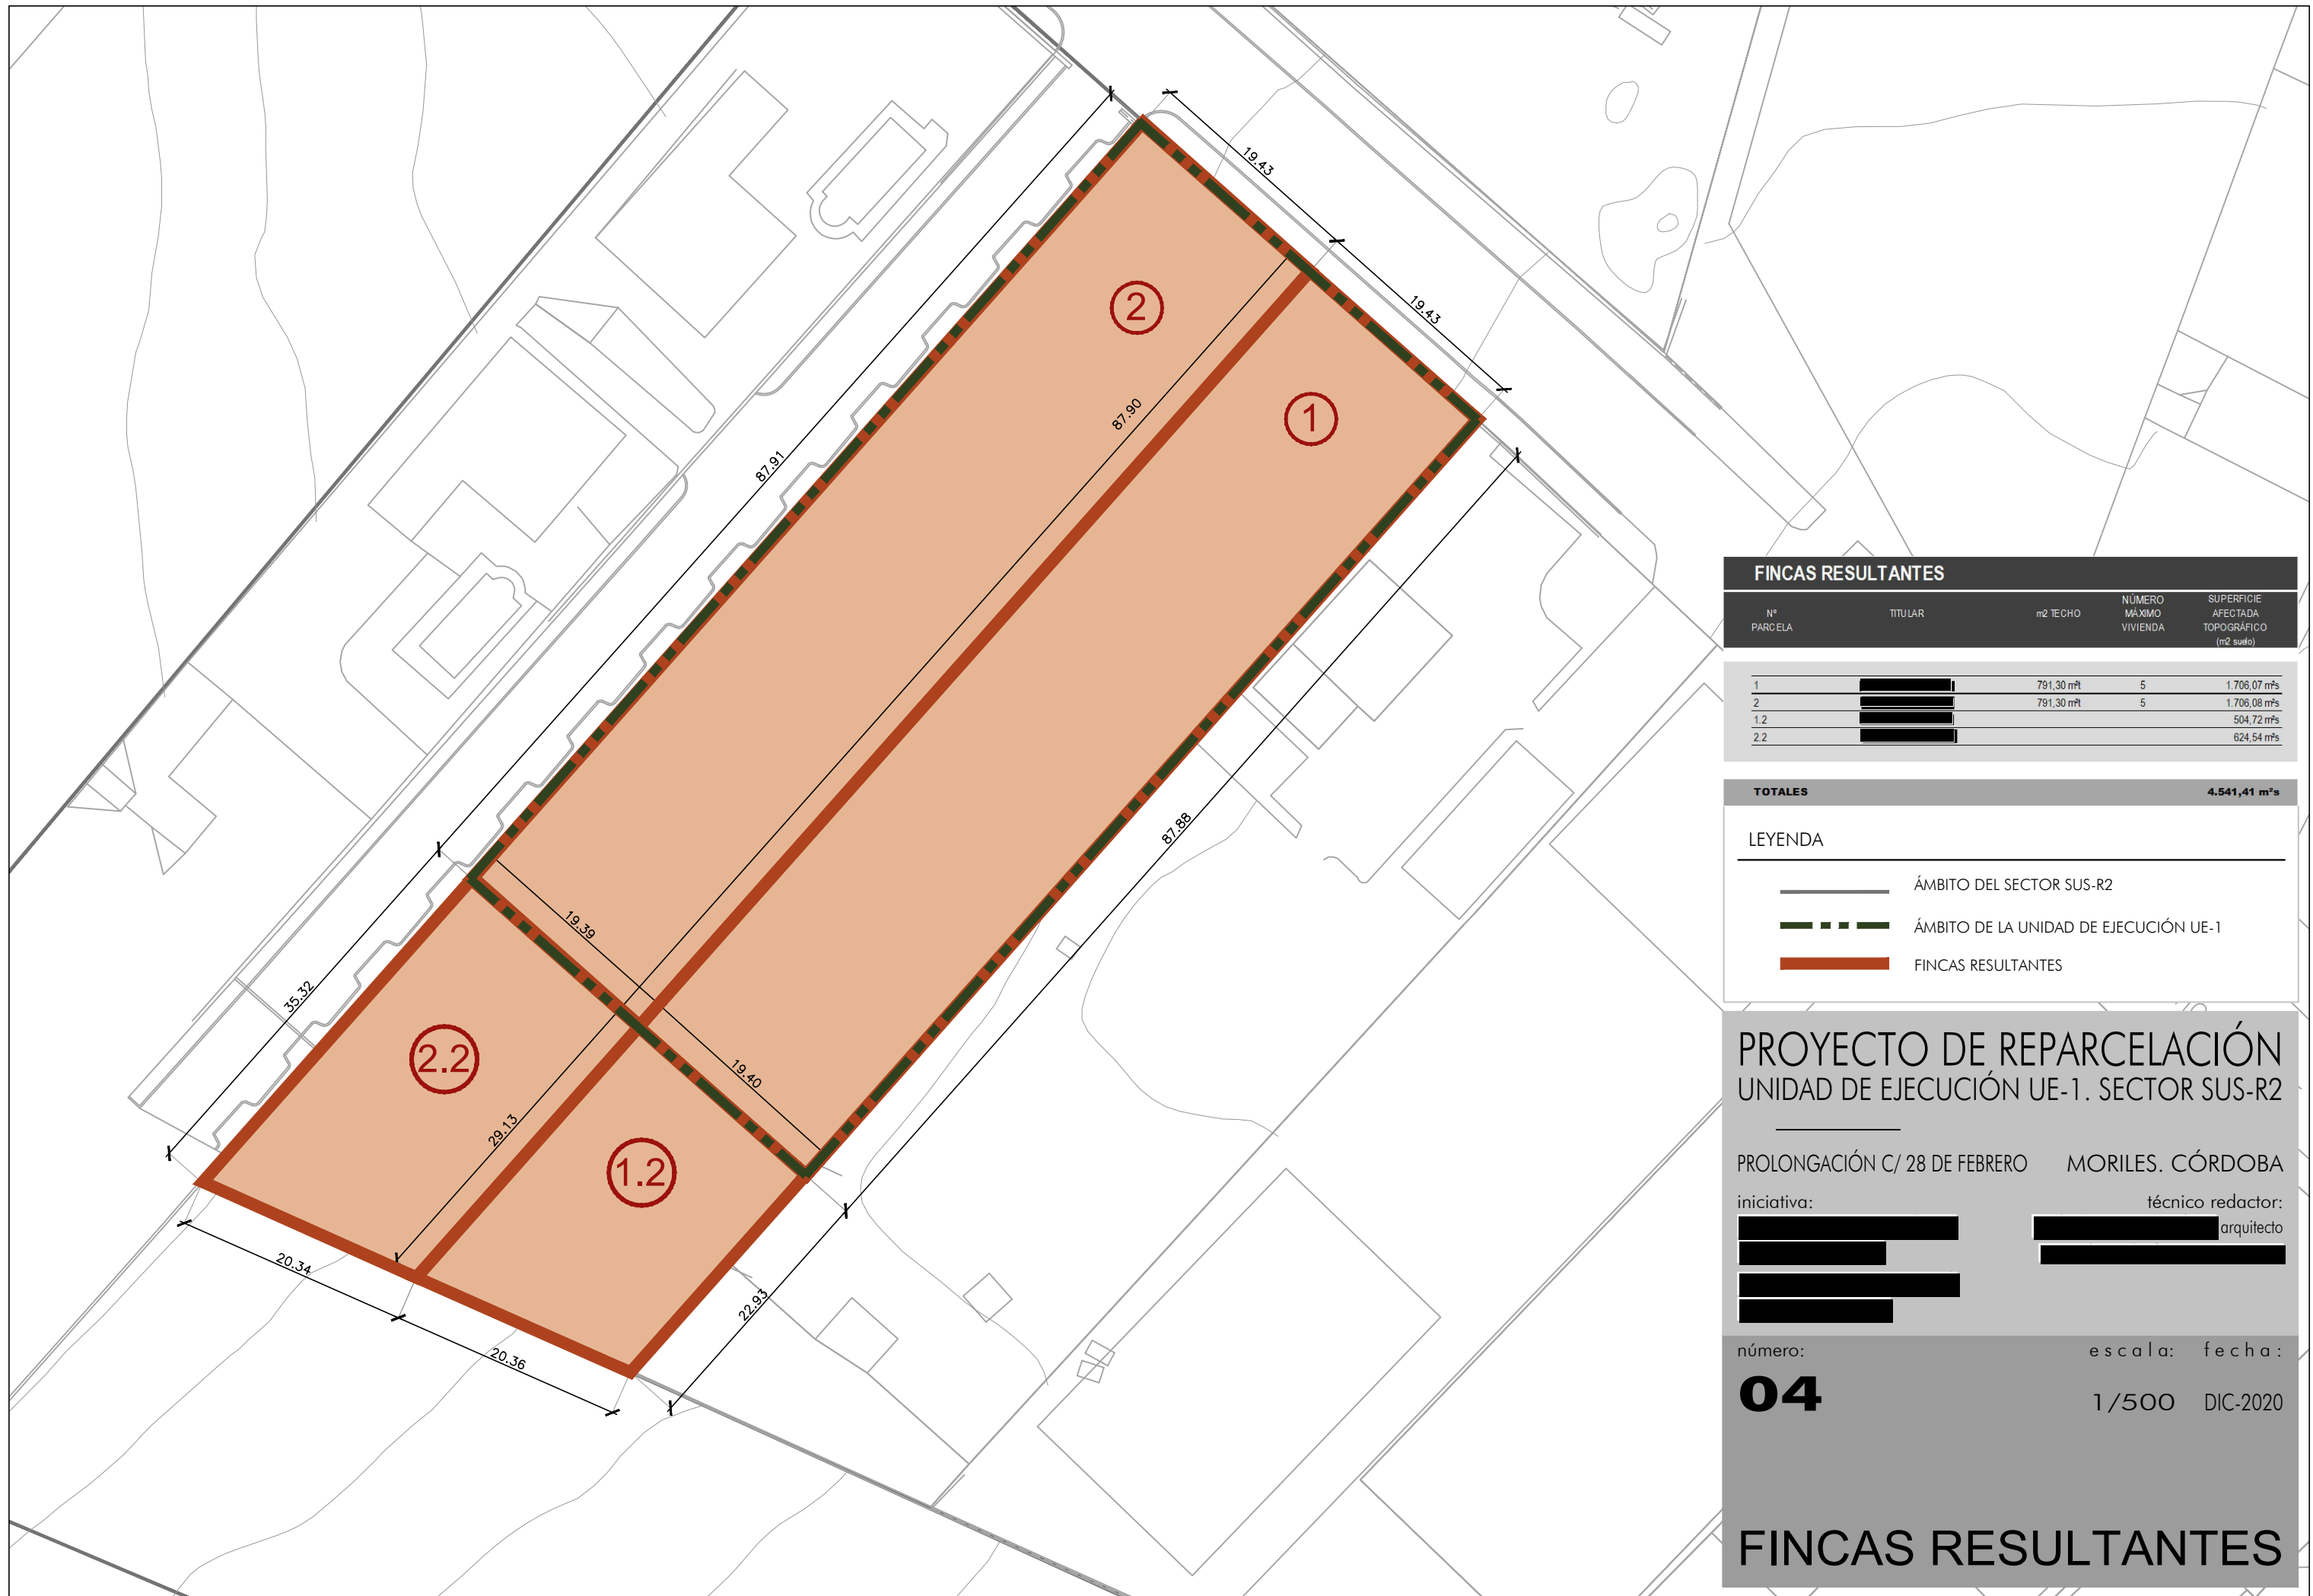 19.43
19.43
2
1
87.90
87.91
87.88
19.39
19.40
35.32
2.2
1.2
29.13
20.34
20.36
22.93
FINCAS RESULTANTES
Nº PARCELA TITULAR m2 TECHO NÚMERO MÁXIMO VIVIENDA SUPERFICIE AFECTADA TOPOGRÁFICO (m2 suelo)
1 791,30 m²t 5 1.706,07 m²s
2 791,30 m²t 5 1.706,08 m²s
1.2 504,72 m²s
2.2 624,54 m²s
TOTALES 4.541,41 m²s
LEYENDA
ÁMBITO DEL SECTOR SUS-R2
ÁMBITO DE LA UNIDAD DE EJECUCIÓN UE-1
FINCAS RESULTANTES
PROYECTO DE REPARCELACIÓN
UNIDAD DE EJECUCIÓN UE-1. SECTOR SUS-R2
PROLONGACIÓN C/ 28 DE FEBRERO MORILES. CÓRDOBA
iniciativa: técnico redactor:
arquitecto
número: escala: fecha:
04 1/500 DIC-2020
FINCAS RESULTANTES